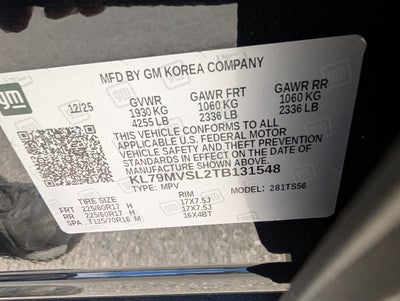 gm
MFD BY GM KOREA COMPANY
12/25 GVWR GAWR FRT GAWR RR
1930 KG 1060 KG 1060 KG
4255 LB 2336 LB 2336 LB
THIS VEHICLE CONFORMS TO ALL
APPLICABLE U.S. FEDERAL MOTOR
VEHICLE SAFETY AND THEFT PREVENTION
STANDARDS IN EFFECT ON THE DATE OF
MANUFACTURE SHOWN ABOVE.
KL79MVSL2TB131548
TYPE: MPV MODEL: 281TS56
TIRE SIZE RIM
FRT 225/60R17 H 17X7.5J
RR 225/60R17 H 17X7.5J
SPA T125/70R16 M 16X4BT